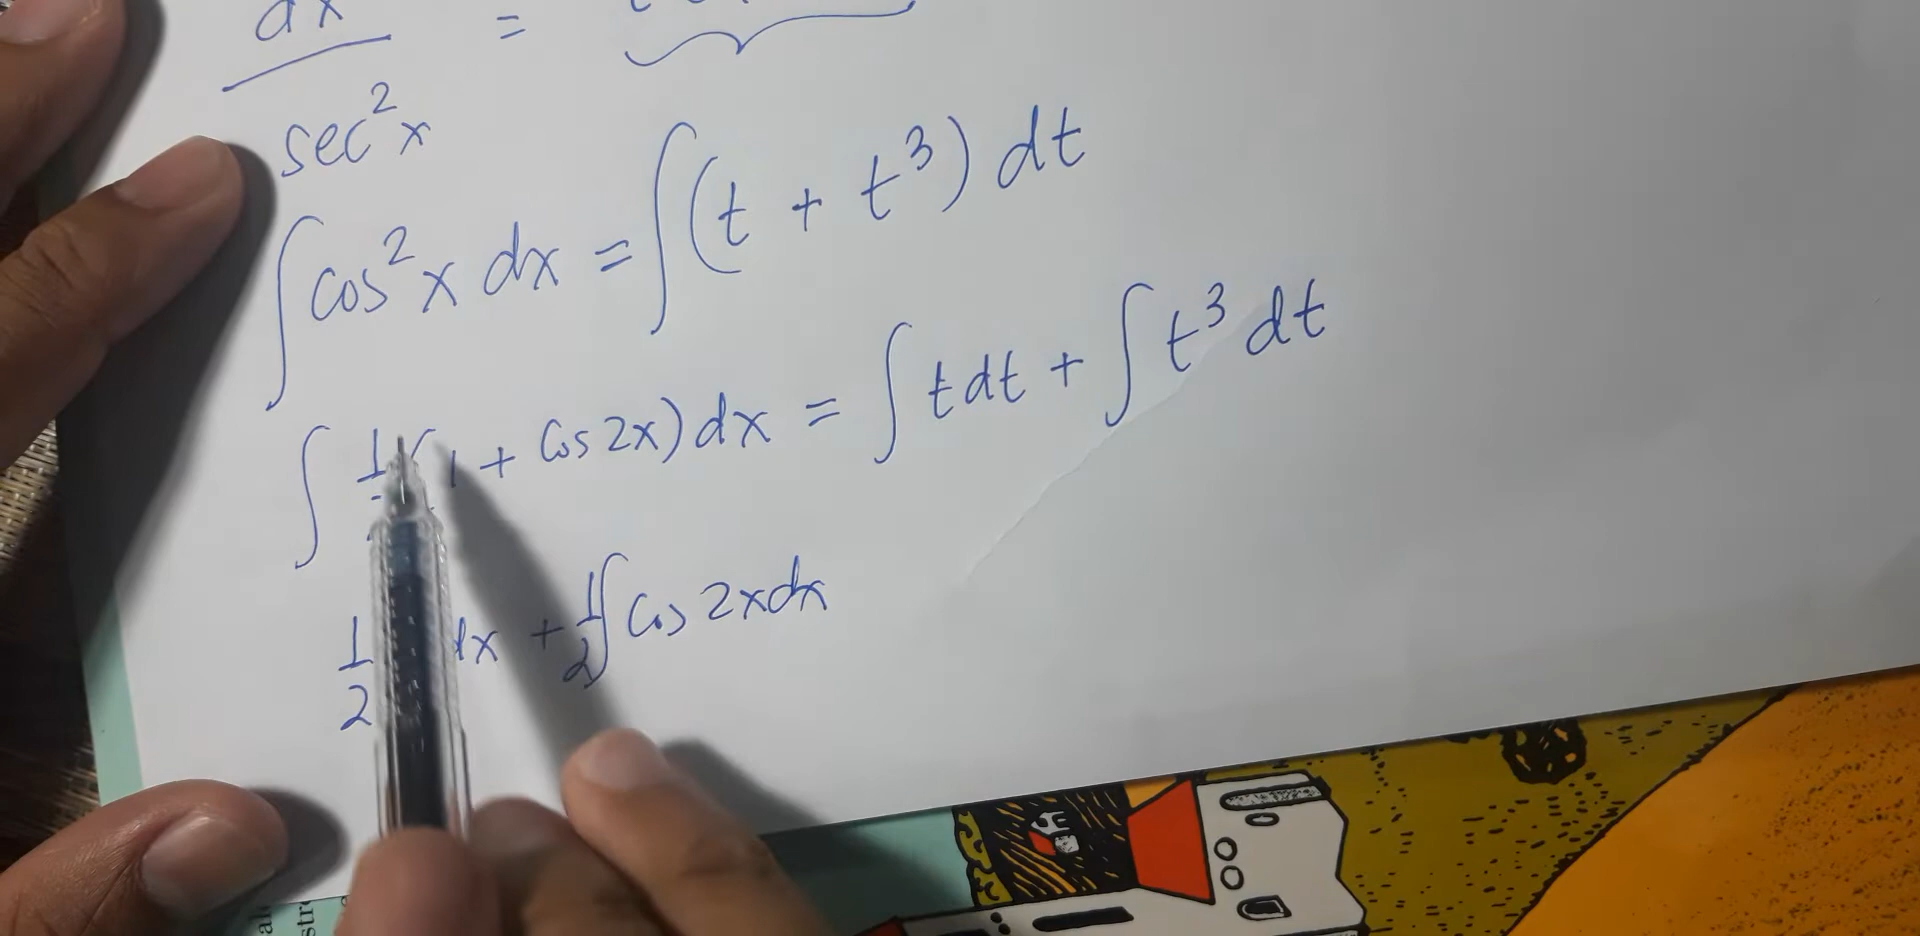 dx =
sec²x
∫cos²x dx = ∫(t + t³) dt
∫ 1/ (1 + Cos 2x) dx = ∫ t dt + ∫ t³ dt
1/2 dx + 1/2 ∫ Cos 2x dx